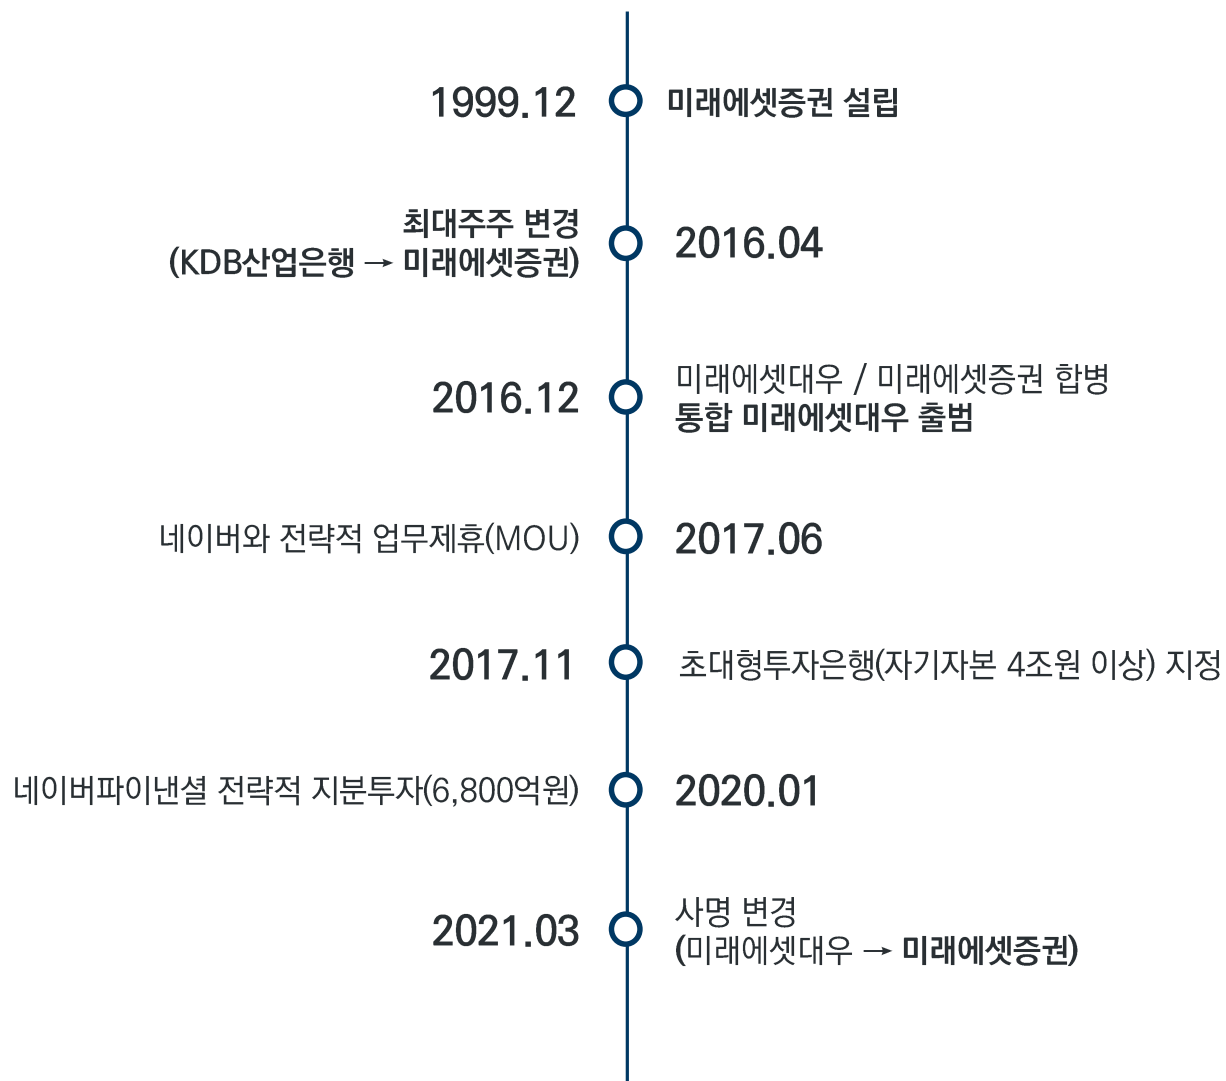 1999.12
미래에셋증권 설립
최대주주 변경
(KDB산업은행 → 미래에셋증권)
2016.04
2016.12
미래에셋대우 / 미래에셋증권 합병
통합 미래에셋대우 출범
네이버와 전략적 업무제휴(MOU)
2017.06
2017.11
초대형투자은행(자기자본 4조원 이상) 지정
네이버파이낸셜 전략적 지분투자(6,800억원)
2020.01
2021.03
사명 변경
(미래에셋대우 → 미래에셋증권)